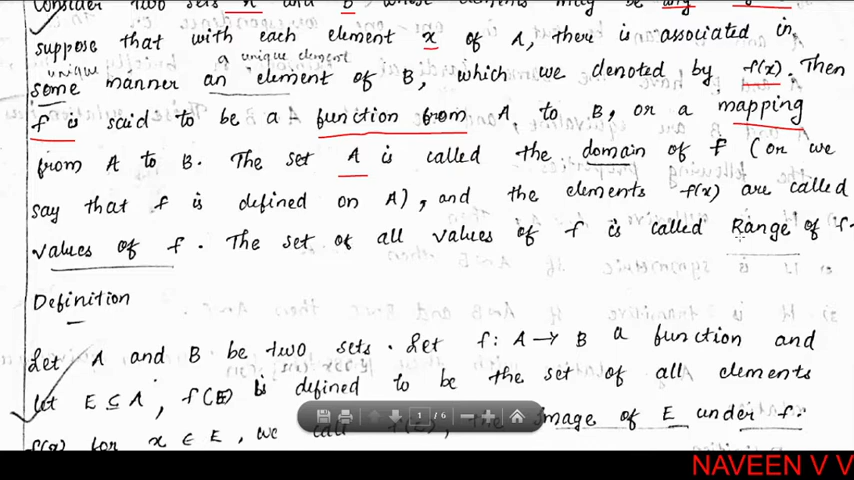 Consider two sets A and B whose elements may be any
suppose that with each element x of A, there is associated in
unique a unique element
some manner an element of B, which we denoted by f(x). Then
f is said to be a function from A to B, or a mapping
from A to B. The set A is called the domain of f (or we
say that f is defined on A), and the elements f(x) are called
values of f. The set of all values of f is called Range of f.
Definition
Let A and B be two sets. Let f: A → B a function and
let E ⊆ A, f(E) is defined to be the set of all elements
1 / 6
f(x) for x ∈ E, we call f(E), the image of E under f.
NAVEEN V V